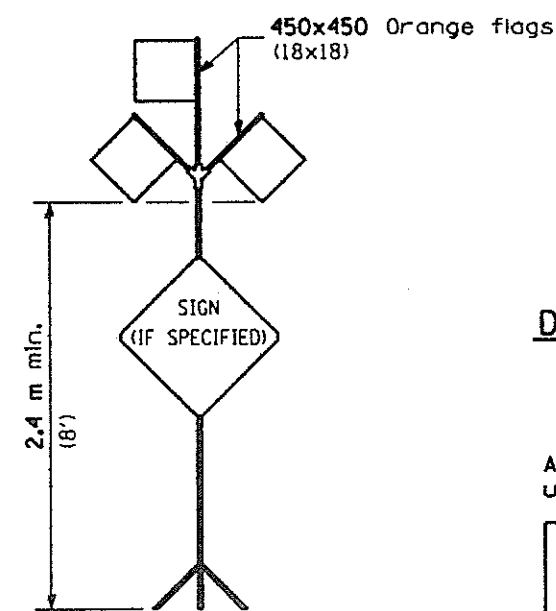 450x450 Orange flags
(18x18)
SIGN
(IF SPECIFIED)
2.4 m min.
(8')
D
A